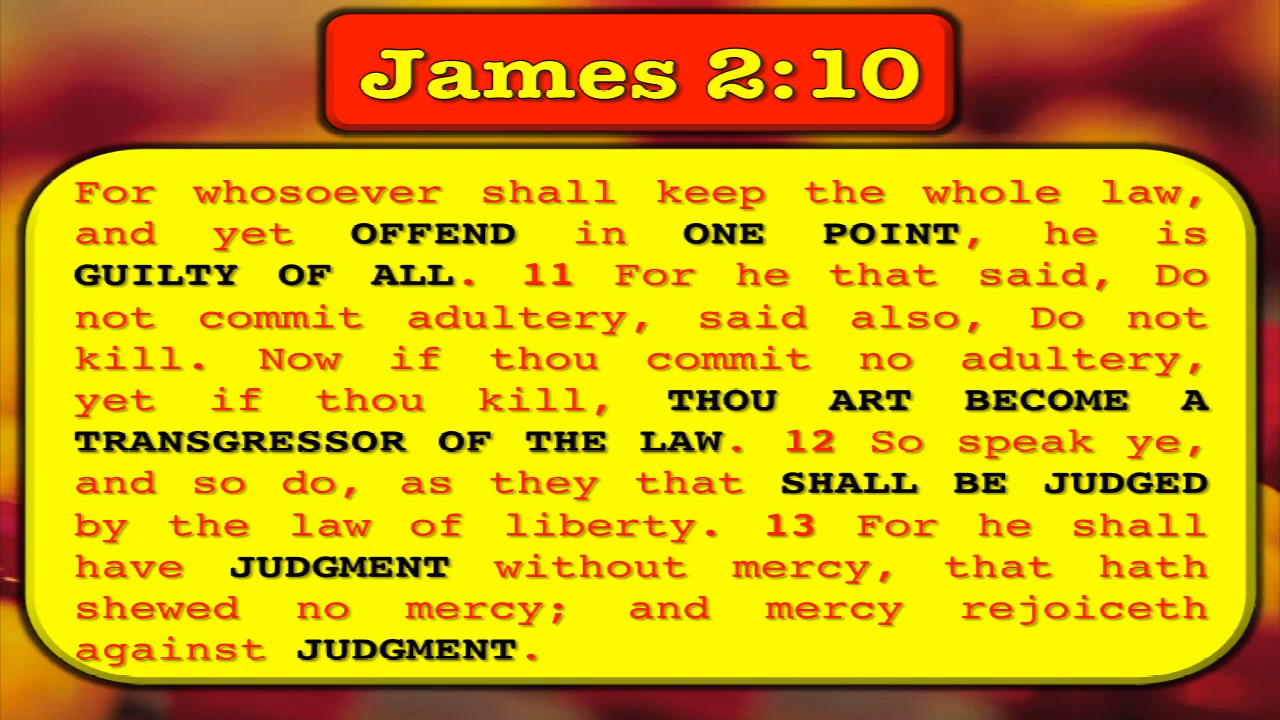 James 2:10
For whosoever shall keep the whole law,
and yet OFFEND in ONE POINT, he is
GUILTY OF ALL. 11 For he that said, Do
not commit adultery, said also, Do not
kill. Now if thou commit no adultery,
yet if thou kill, THOU ART BECOME A
TRANSGRESSOR OF THE LAW. 12 So speak ye,
and so do, as they that SHALL BE JUDGED
by the law of liberty. 13 For he shall
have JUDGMENT without mercy, that hath
shewed no mercy; and mercy rejoiceth
against JUDGMENT.